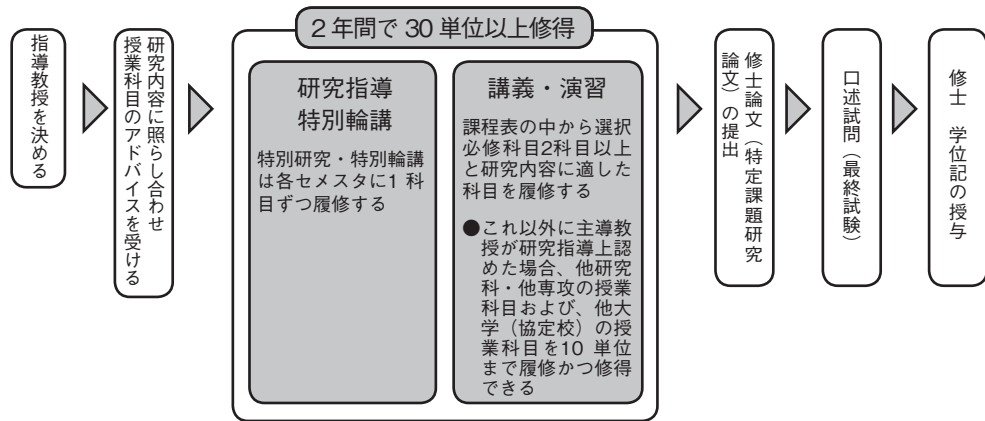 指導教授を決める
研究内容に照らし合わせ
授業科目のアドバイスを受ける
2年間で30単位以上修得
研究指導
特別輪講
特別研究・特別輪講
は各セメスタに1 科
目ずつ履修する
講義・演習
課程表の中から選択
必修科目2科目以上
と研究内容に適した
科目を履修する
●これ以外に主導教
授が研究指導上認
めた場合、他研究
科・他専攻の授業
科目および、他大
学（協定校）の授
業科目を10 単位
まで履修かつ修得
できる
修士論文（特定課題研究
論文）の提出
口述試問（最終試験）
修士　学位記の授与